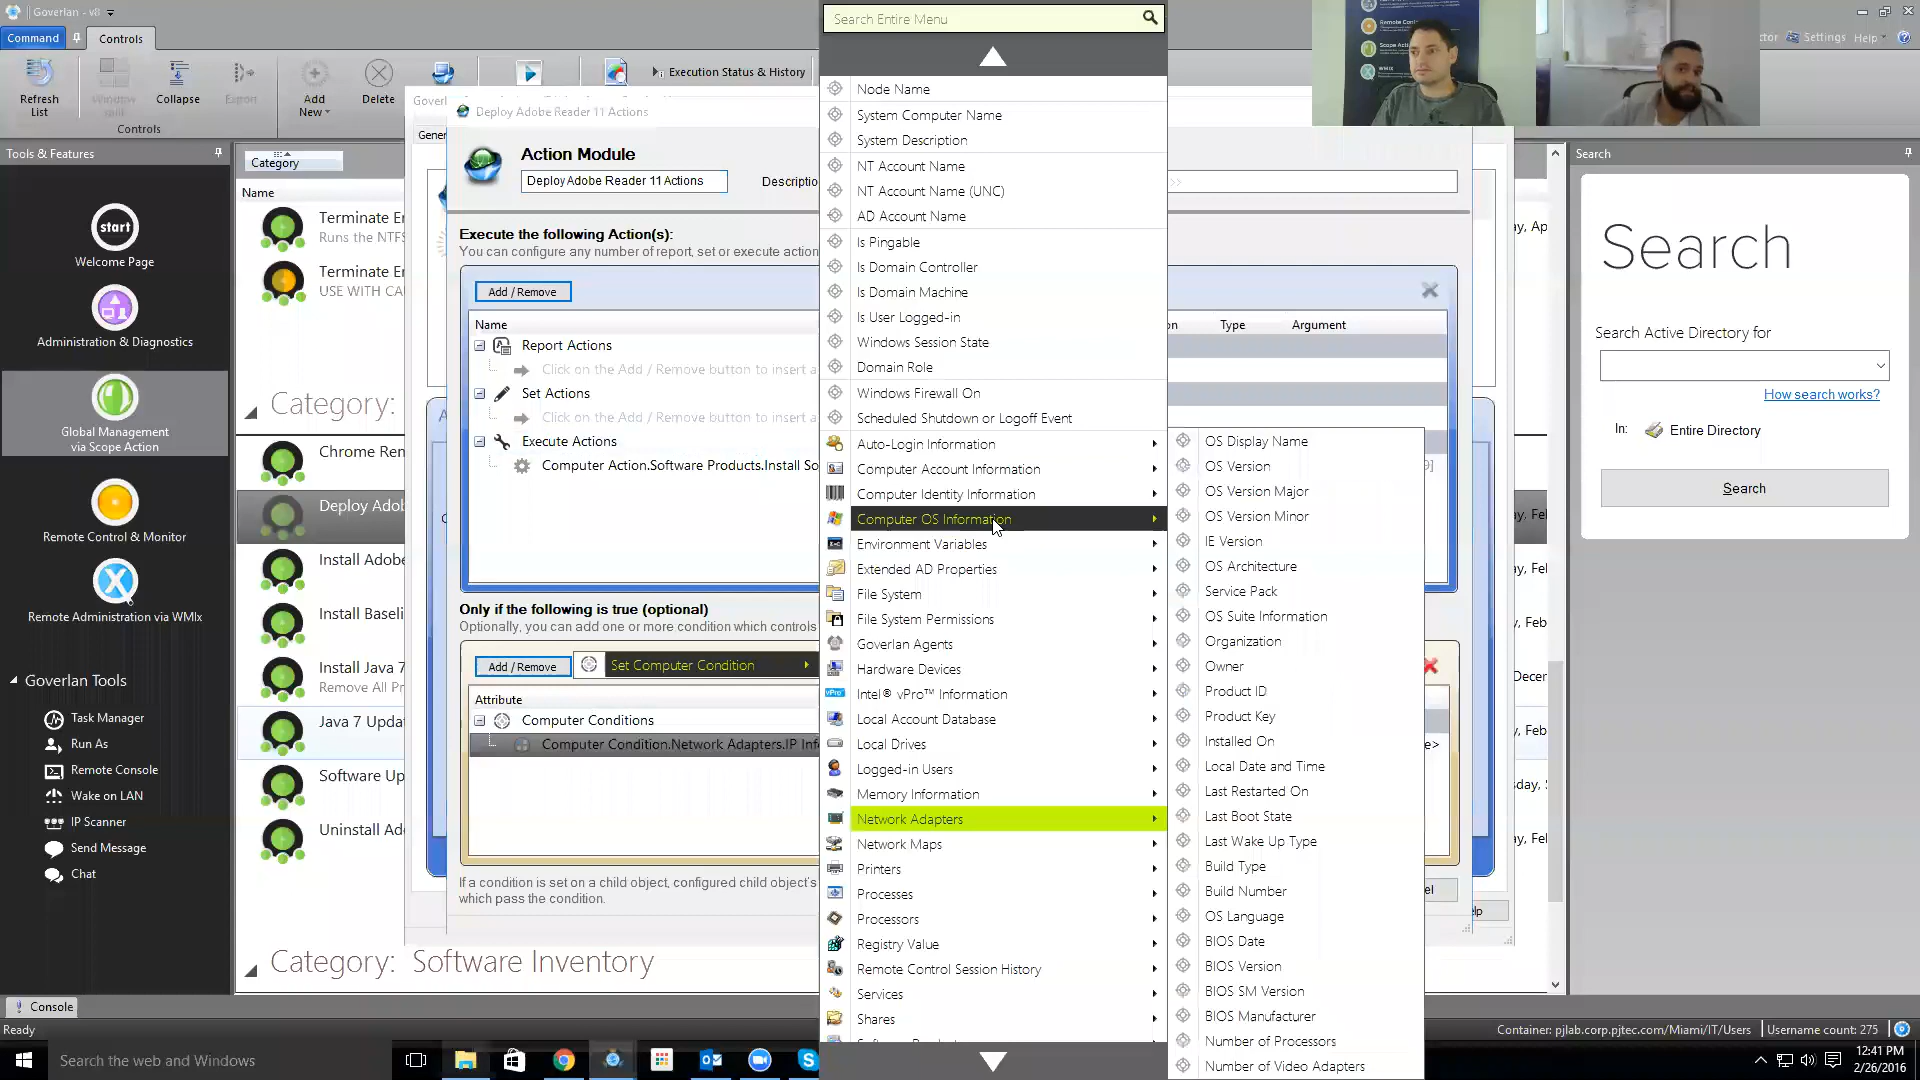 Goverlan - v8
Command
Controls
Settings
Help
Refresh
List
Collapse
Export
Add
New
Delete
Execution Status & History
Controls
Tools & Features
start
Welcome Page
Administration & Diagnostics
Global Management
via Scope Action
Remote Control & Monitor
Remote Administration via WMIx
Goverlan Tools
Task Manager
Run As
Remote Console
Wake on LAN
IP Scanner
Send Message
Chat
Console
Ready
Category
Name
Terminate En
Runs the NTFS
Terminate En
USE WITH CA
Category:
Chrome Ren
Deploy Adob
Install Adobe
Install Baseli
Install Java 7
Remove All Pr
Java 7 Updat
Software Up
Uninstall Ado
Category: Software Inventory
Deploy Adobe Reader 11 Actions
Action Module
Deploy Adobe Reader 11 Actions
Descriptio
Execute the following Action(s):
You can configure any number of report, set or execute action
Add / Remove
Name
Type
Argument
Report Actions
Click on the Add / Remove button to insert a
Set Actions
Click on the Add / Remove button to insert a
Execute Actions
Computer Action.Software Products.Install So
Only if the following is true (optional)
Optionally, you can add one or more condition which controls
Add / Remove
Set Computer Condition
Attribute
Computer Conditions
Computer Condition.Network Adapters.IP Inf
If a condition is set on a child object, configured child object's
which pass the condition.
Search Entire Menu
Node Name
System Computer Name
System Description
NT Account Name
NT Account Name (UNC)
AD Account Name
Is Pingable
Is Domain Controller
Is Domain Machine
Is User Logged-in
Windows Session State
Domain Role
Windows Firewall On
Scheduled Shutdown or Logoff Event
Auto-Login Information
Computer Account Information
Computer Identity Information
Computer OS Information
Environment Variables
Extended AD Properties
File System
File System Permissions
Goverlan Agents
Hardware Devices
Intel® vPro™ Information
Local Account Database
Local Drives
Logged-in Users
Memory Information
Network Adapters
Network Maps
Printers
Processes
Processors
Registry Value
Remote Control Session History
Services
Shares
OS Display Name
OS Version
OS Version Major
OS Version Minor
IE Version
OS Architecture
Service Pack
OS Suite Information
Organization
Owner
Product ID
Product Key
Installed On
Local Date and Time
Last Restarted On
Last Boot State
Last Wake Up Type
Build Type
Build Number
OS Language
BIOS Date
BIOS Version
BIOS SM Version
BIOS Manufacturer
Number of Processors
Number of Video Adapters
Search
Search
Search Active Directory for
How search works?
In:
Entire Directory
Search
Container: pjlab.corp.pjtec.com/Miami/IT/Users
Username count: 275
Search the web and Windows
12:41 PM
2/26/2016